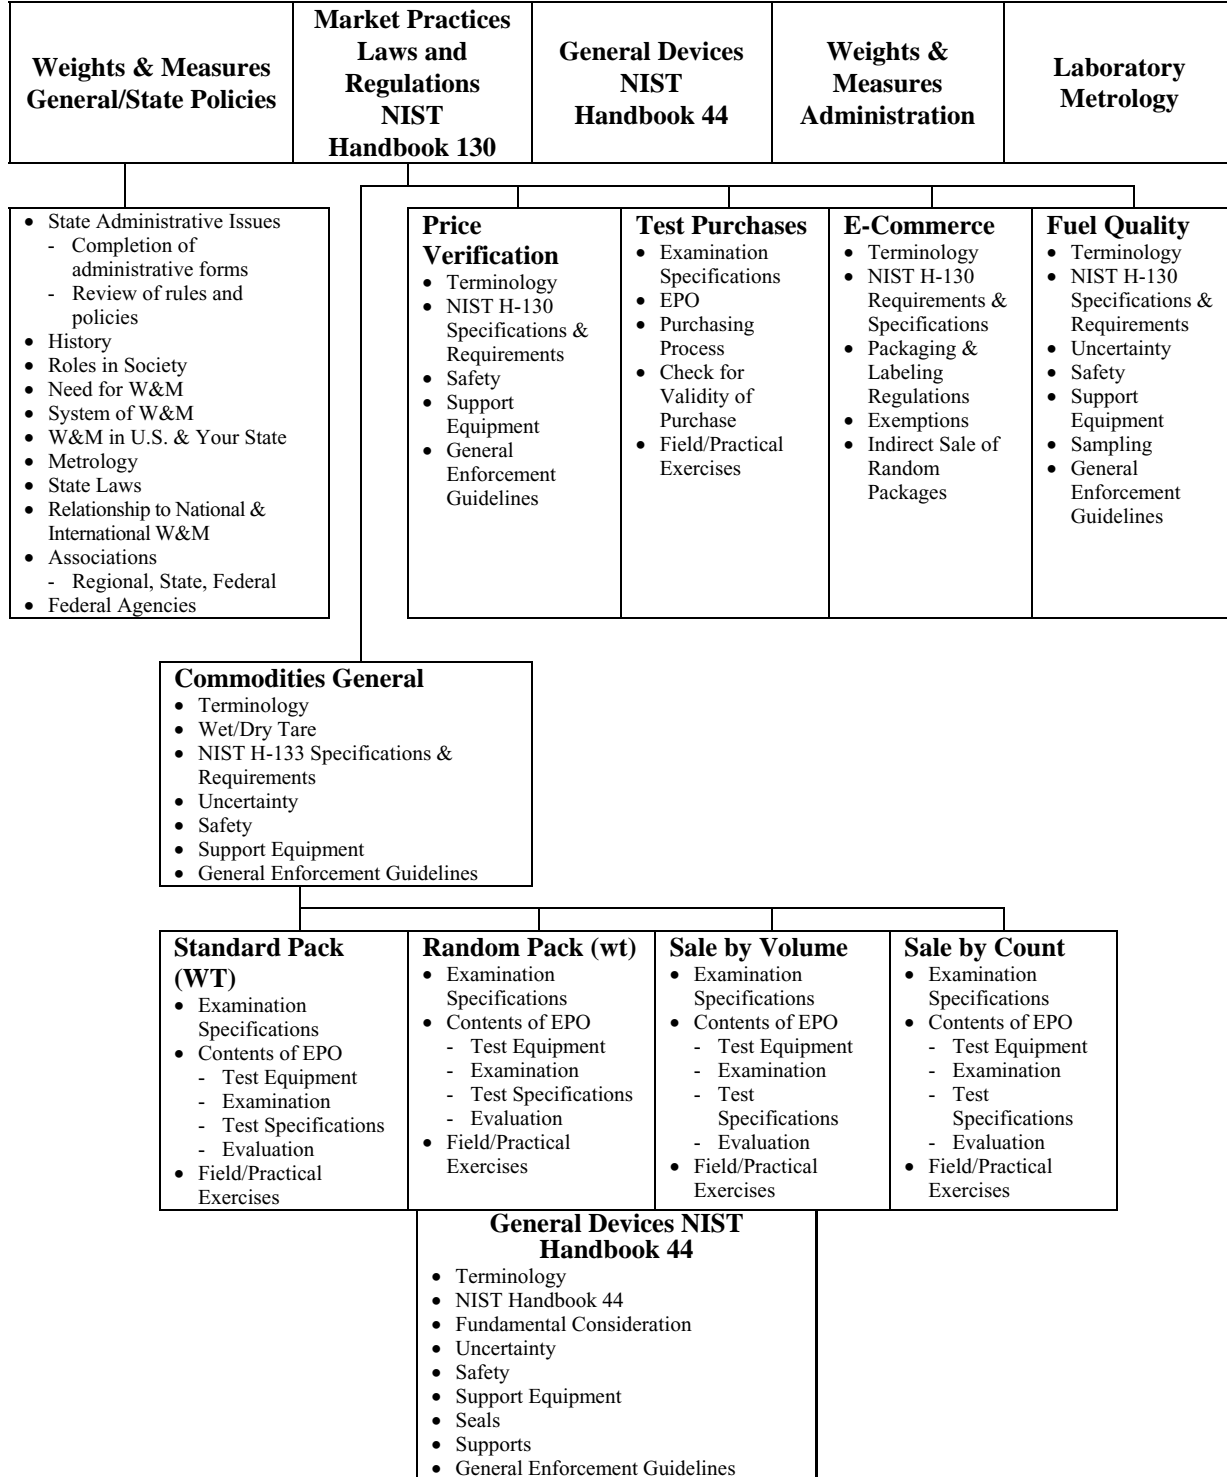 Weights & Measures
General/State Policies
Market Practices
Laws and
Regulations
NIST
Handbook 130
General Devices
NIST
Handbook 44
Weights &
Measures
Administration
Laboratory
Metrology
• State Administrative Issues
- Completion of
administrative forms
- Review of rules and
policies
• History
• Roles in Society
• Need for W&M
• System of W&M
• W&M in U.S. & Your State
• Metrology
• State Laws
• Relationship to National &
International W&M
• Associations
- Regional, State, Federal
• Federal Agencies
Price
Verification
• Terminology
• NIST H-130
Specifications &
Requirements
• Safety
• Support
Equipment
• General
Enforcement
Guidelines
Test Purchases
• Examination
Specifications
• EPO
• Purchasing
Process
• Check for
Validity of
Purchase
• Field/Practical
Exercises
E-Commerce
• Terminology
• NIST H-130
Requirements &
Specifications
• Packaging &
Labeling
Regulations
• Exemptions
• Indirect Sale of
Random
Packages
Fuel Quality
• Terminology
• NIST H-130
Specifications &
Requirements
• Uncertainty
• Safety
• Support
Equipment
• Sampling
• General
Enforcement
Guidelines
Commodities General
• Terminology
• Wet/Dry Tare
• NIST H-133 Specifications &
Requirements
• Uncertainty
• Safety
• Support Equipment
• General Enforcement Guidelines
Standard Pack
(WT)
• Examination
Specifications
• Contents of EPO
- Test Equipment
- Examination
- Test Specifications
- Evaluation
• Field/Practical
Exercises
Random Pack (wt)
• Examination
Specifications
• Contents of EPO
- Test Equipment
- Examination
- Test Specifications
- Evaluation
• Field/Practical
Exercises
Sale by Volume
• Examination
Specifications
• Contents of EPO
- Test Equipment
- Examination
- Test
Specifications
- Evaluation
• Field/Practical
Exercises
Sale by Count
• Examination
Specifications
• Contents of EPO
- Test Equipment
- Examination
- Test
Specifications
- Evaluation
• Field/Practical
Exercises
General Devices NIST
Handbook 44
• Terminology
• NIST Handbook 44
• Fundamental Consideration
• Uncertainty
• Safety
• Support Equipment
• Seals
• Supports
• General Enforcement Guidelines